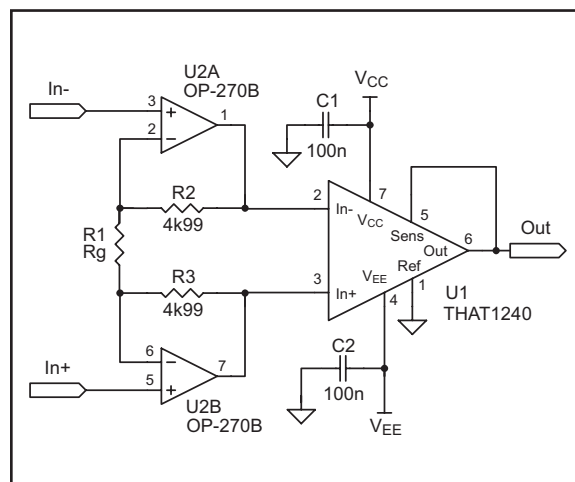 U2A
OP-270B
In-
3
+
1
2
−
R2
4k99
R1
Rg
R3
4k99
6
−
7
In+
5
+
U2B
OP-270B
VCC
C1
100n
7
2
In-
VCC
5
Sens
Out
6
Out
3
In+
VEE
Ref
4
1
U1
THAT1240
C2
100n
VEE